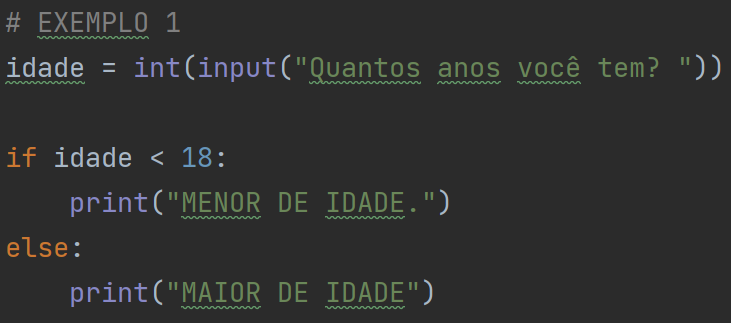 # EXEMPLO 1
idade = int(input("Quantos anos você tem? "))
if idade < 18:
    print("MENOR DE IDADE.")
else:
    print("MAIOR DE IDADE")